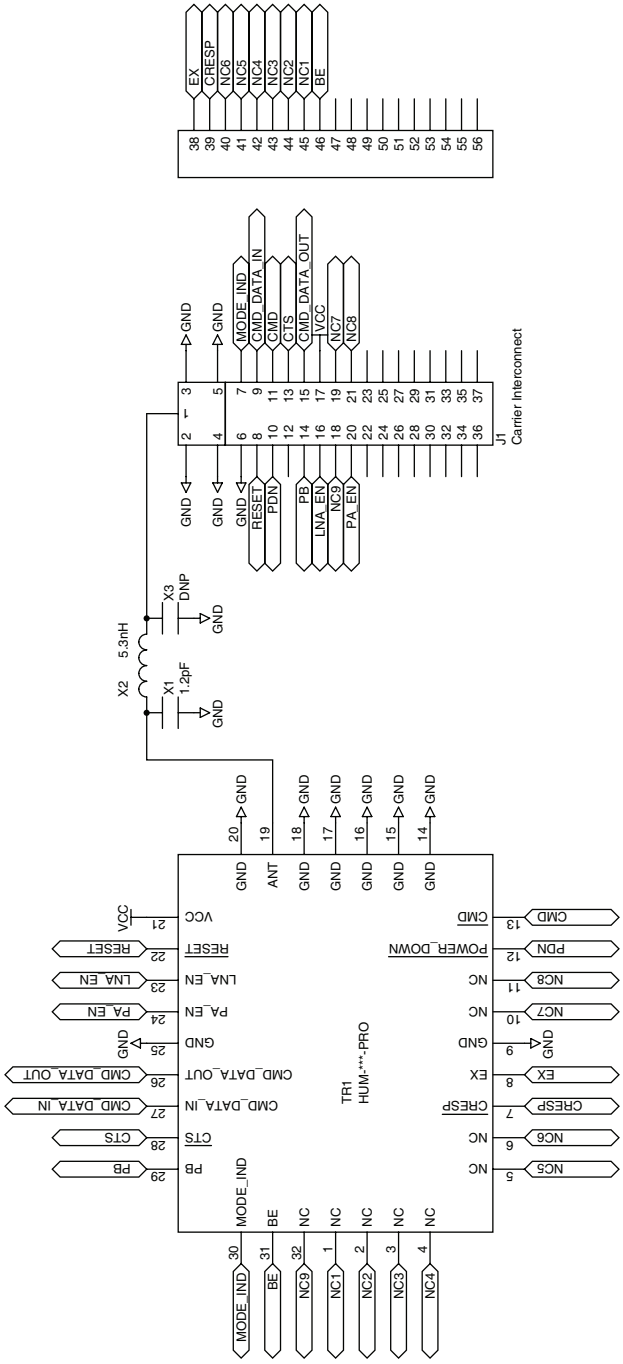 38 EX
39 CRESP
40 NC6
41 NC5
42 NC4
43 NC3
44 NC2
45 NC1
46 BE
47
48
49
50
51
52
53
54
55
56
GND 2 1 3 GND
GND 4 5 GND
GND 6 7 MODE_IND
RESET 8 9 CMD_DATA_IN
PDN 10 11 CMD
12 13 CTS
PB 14 15 CMD_DATA_OUT
LNA_EN 16 17 VCC
NC9 18 19 NC7
PA_EN 20 21 NC8
22 23
24 25
26 27
28 29
30 31
32 33
34 35
36 37
J1
Carrier Interconnect
X2 5.3nH
X1
1.2pF
GND
X3
DNP
GND
TR1
HUM-***-PRO
GND 20 GND
ANT 19
GND 18 GND
GND 17 GND
GND 16 GND
GND 15 GND
GND 14 GND
VCC 21 VCC
RESET 22 RESET
LNA_EN 23 LNA_EN
PA_EN 24 PA_EN
GND 25 GND
CMD_DATA_OUT 26 CMD_DATA_OUT
CMD_DATA_IN 27 CMD_DATA_IN
CTS 28 CTS
PB 29 PB
MODE_IND 30 MODE_IND
BE 31 BE
NC9 32 NC
NC1 1 NC
NC2 2 NC
NC3 3 NC
NC4 4 NC
NC 5 NC5
NC 6 NC6
CRESP 7 CRESP
EX 8 EX
GND 9 GND
NC 10 NC7
NC 11 NC8
POWER_DOWN 12 PDN
CMD 13 CMD